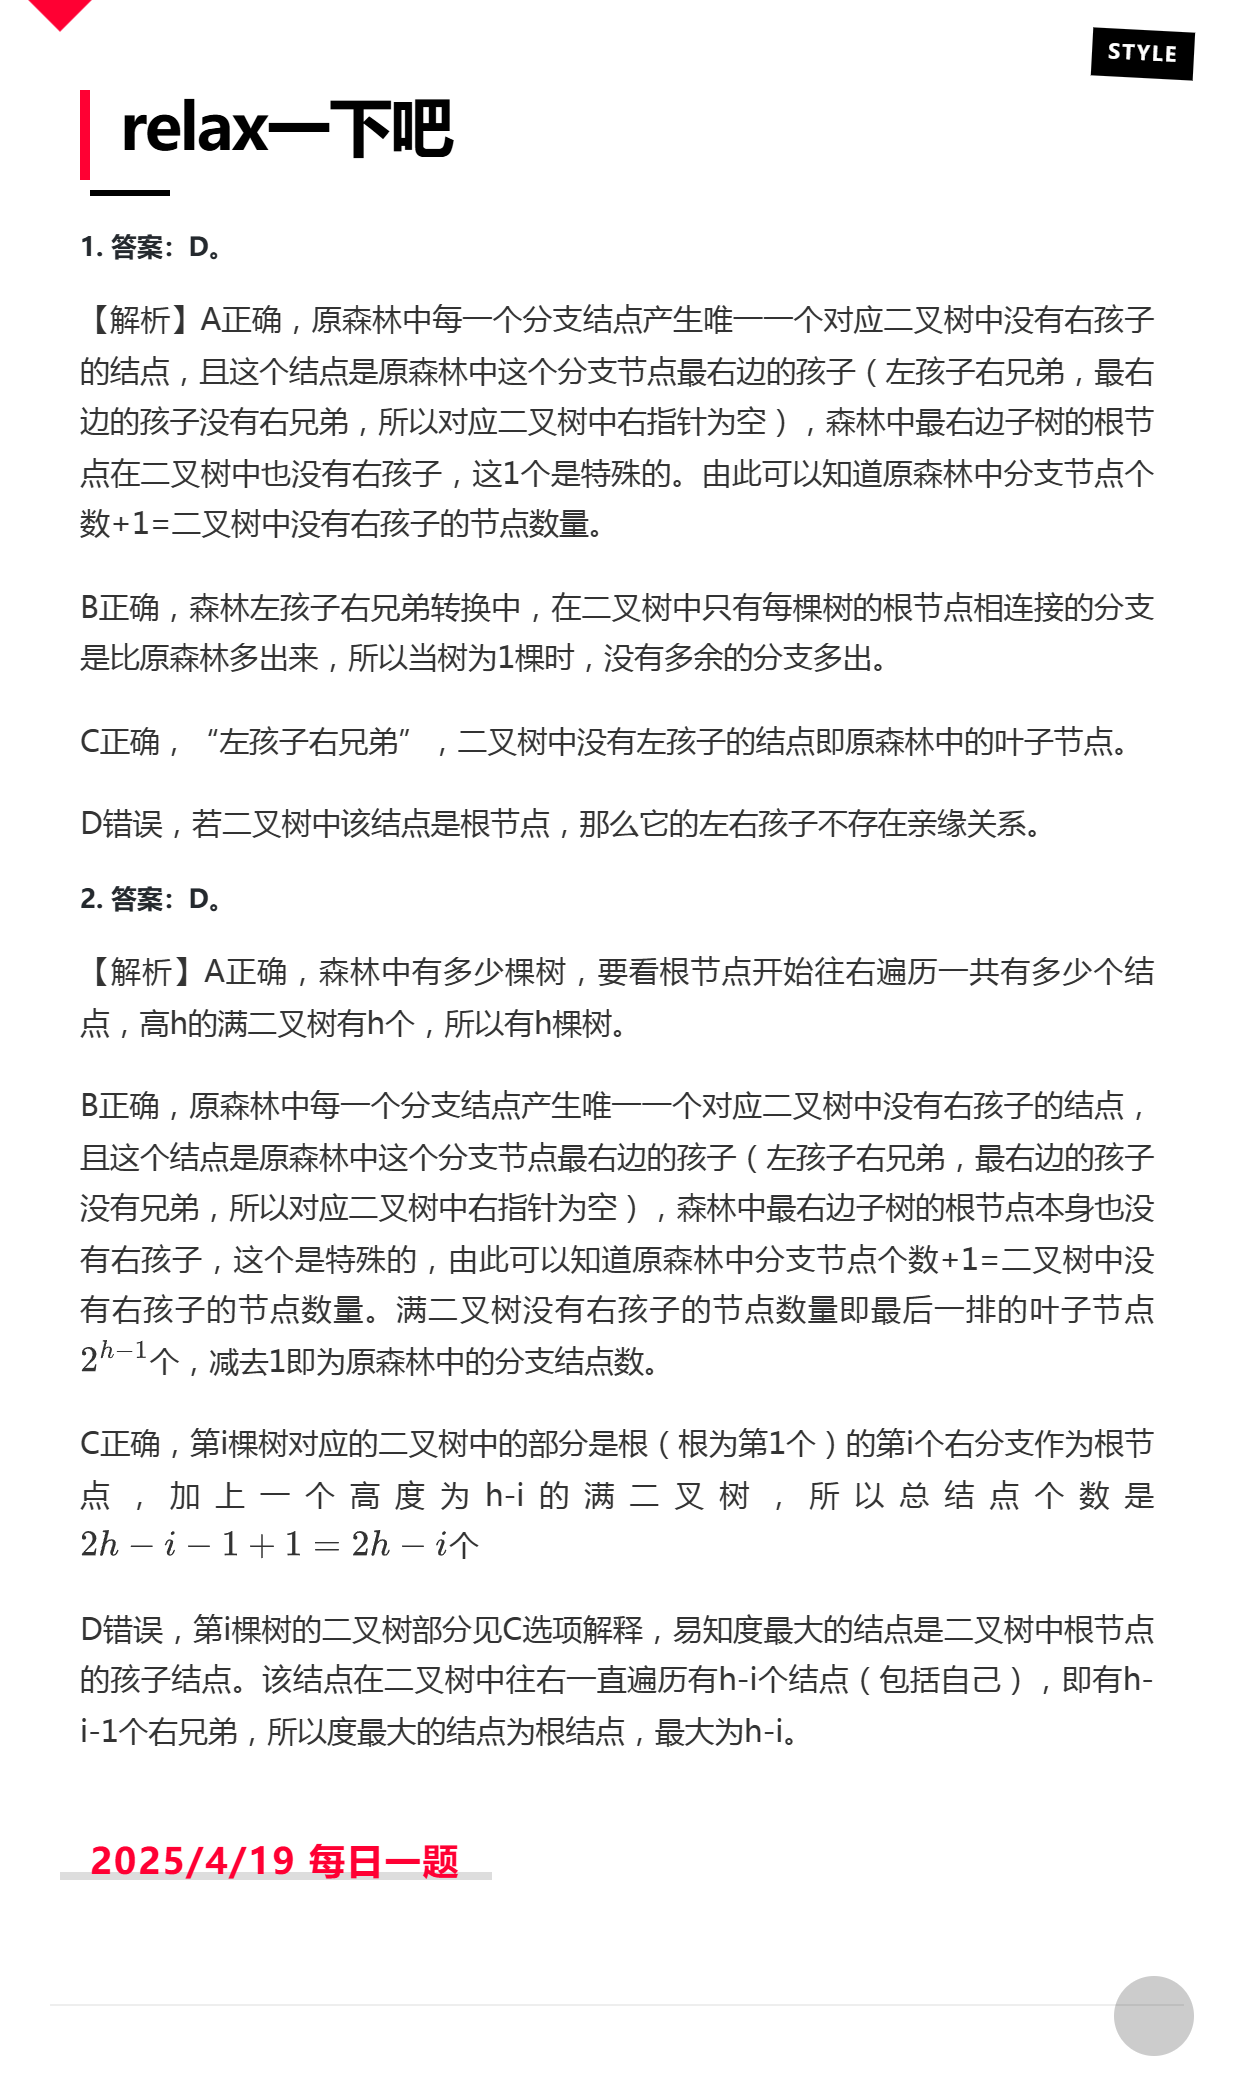 STYLE
relax一下吧
1. 答案：D。
【解析】A正确，原森林中每一个分支结点产生唯一一个对应二叉树中没有右孩子
的结点，且这个结点是原森林中这个分支节点最右边的孩子（左孩子右兄弟，最右
边的孩子没有右兄弟，所以对应二叉树中右指针为空），森林中最右边子树的根节
点在二叉树中也没有右孩子，这1个是特殊的。由此可以知道原森林中分支节点个
数+1=二叉树中没有右孩子的节点数量。
B正确，森林左孩子右兄弟转换中，在二叉树中只有每棵树的根节点相连接的分支
是比原森林多出来，所以当树为1棵时，没有多余的分支多出。
C正确，“左孩子右兄弟”，二叉树中没有左孩子的结点即原森林中的叶子节点。
D错误，若二叉树中该结点是根节点，那么它的左右孩子不存在亲缘关系。
2. 答案：D。
【解析】A正确，森林中有多少棵树，要看根节点开始往右遍历一共有多少个结
点，高h的满二叉树有h个，所以有h棵树。
B正确，原森林中每一个分支结点产生唯一一个对应二叉树中没有右孩子的结点，
且这个结点是原森林中这个分支节点最右边的孩子（左孩子右兄弟，最右边的孩子
没有兄弟，所以对应二叉树中右指针为空），森林中最右边子树的根节点本身也没
有右孩子，这个是特殊的，由此可以知道原森林中分支节点个数+1=二叉树中没
有右孩子的节点数量。满二叉树没有右孩子的节点数量即最后一排的叶子节点
$2^{h-1}$个，减去1即为原森林中的分支结点数。
C正确，第i棵树对应的二叉树中的部分是根（根为第1个）的第i个右分支作为根节
点，加上一个高度为h-i的满二叉树，所以总结点个数是
$2h-i-1+1=2h-i$个
D错误，第i棵树的二叉树部分见C选项解释，易知度最大的结点是二叉树中根节点
的孩子结点。该结点在二叉树中往右一直遍历有h-i个结点（包括自己），即有h-
i-1个右兄弟，所以度最大的结点为根结点，最大为h-i。
2025/4/19 每日一题